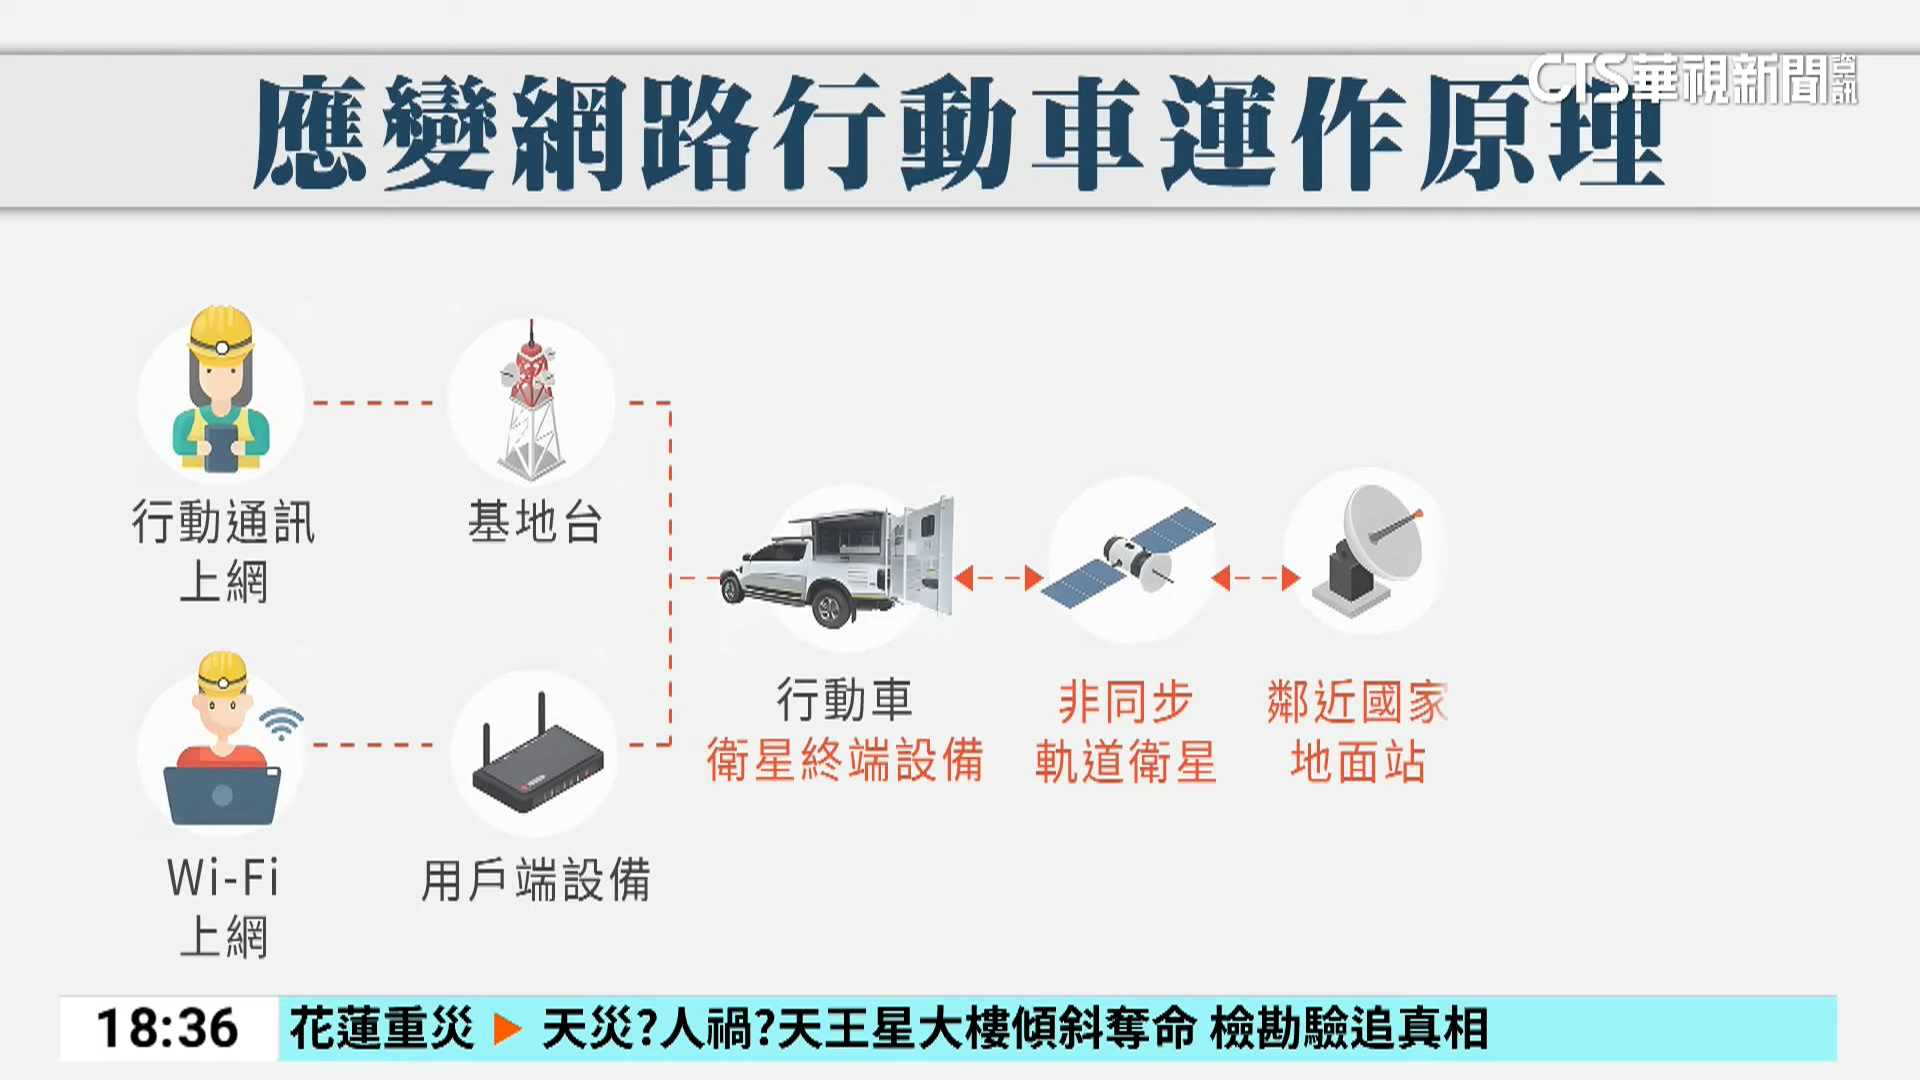 應變網路行動車運作原理
CTS華視新聞資訊
行動通訊
上網
基地台
Wi-Fi
上網
用戶端設備
行動車
衛星終端設備
非同步
軌道衛星
鄰近國家
地面站
18:36
花蓮重災 ▶ 天災?人禍?天王星大樓傾斜奪命 檢勘驗追真相